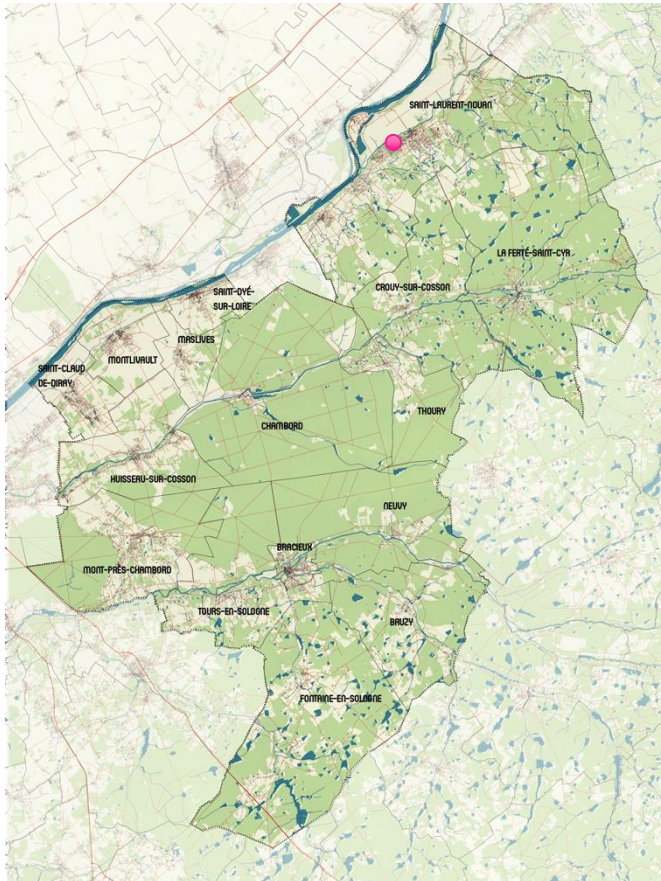 SAINT-LAURENT-NOUAN
LA FERTÉ-SAINT-CYR
CROUY-SUR-COSSON
SAINT-DYÉ-
SUR-LOIRE
MASLIVES
MONTLIVAULT
SAINT-CLAUD
DE-DIRAY
THOURY
CHAMBORD
HUISSEAU-SUR-COSSON
NEUVY
BRACIEUX
MONT-PRÈS-CHAMBORD
TOURS-EN-SOLOGNE
BAUZY
FONTAINE-EN-SOLOGNE